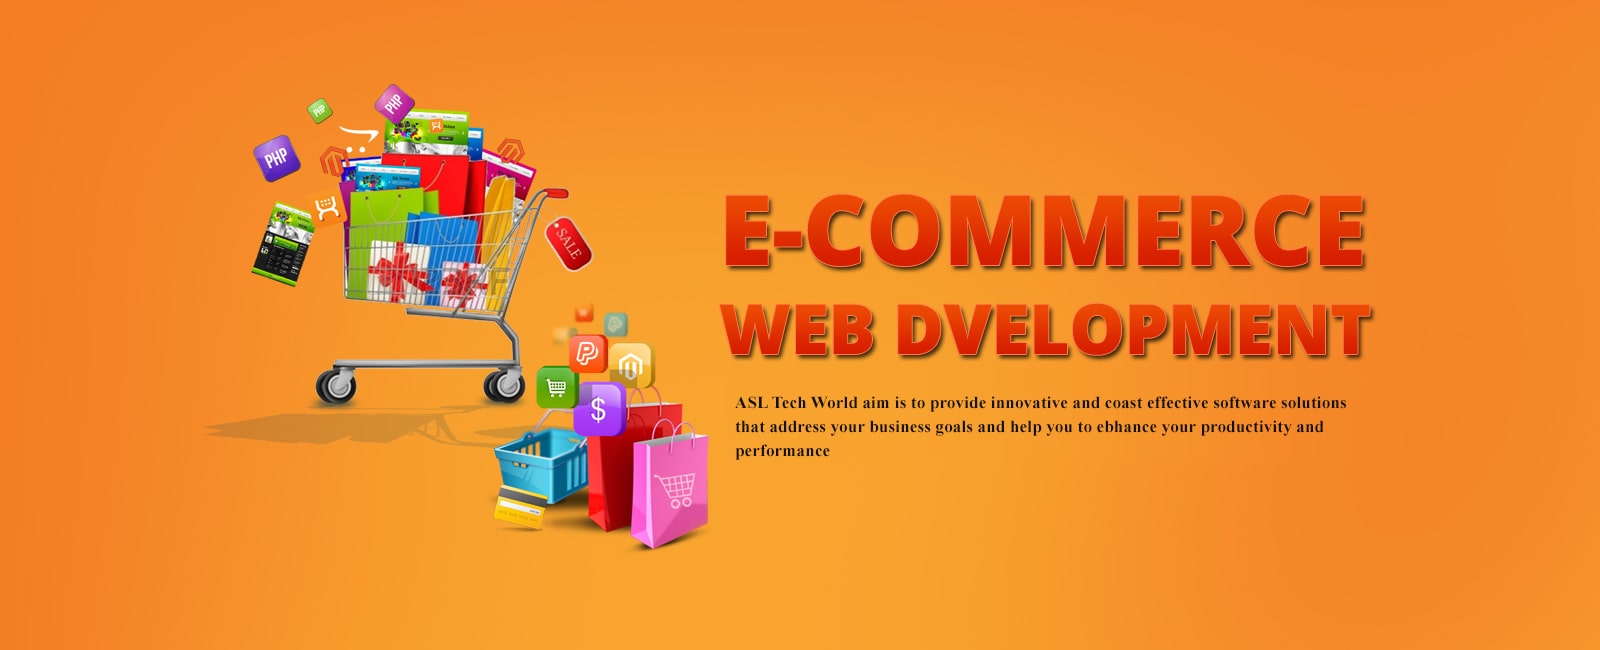 PHP
PHP
PHP
SALE
$
E-COMMERCE
WEB DVELOPMENT
ASL Tech World aim is to provide innovative and coast effective software solutions
that address your business goals and help you to ebhance your productivity and
performance